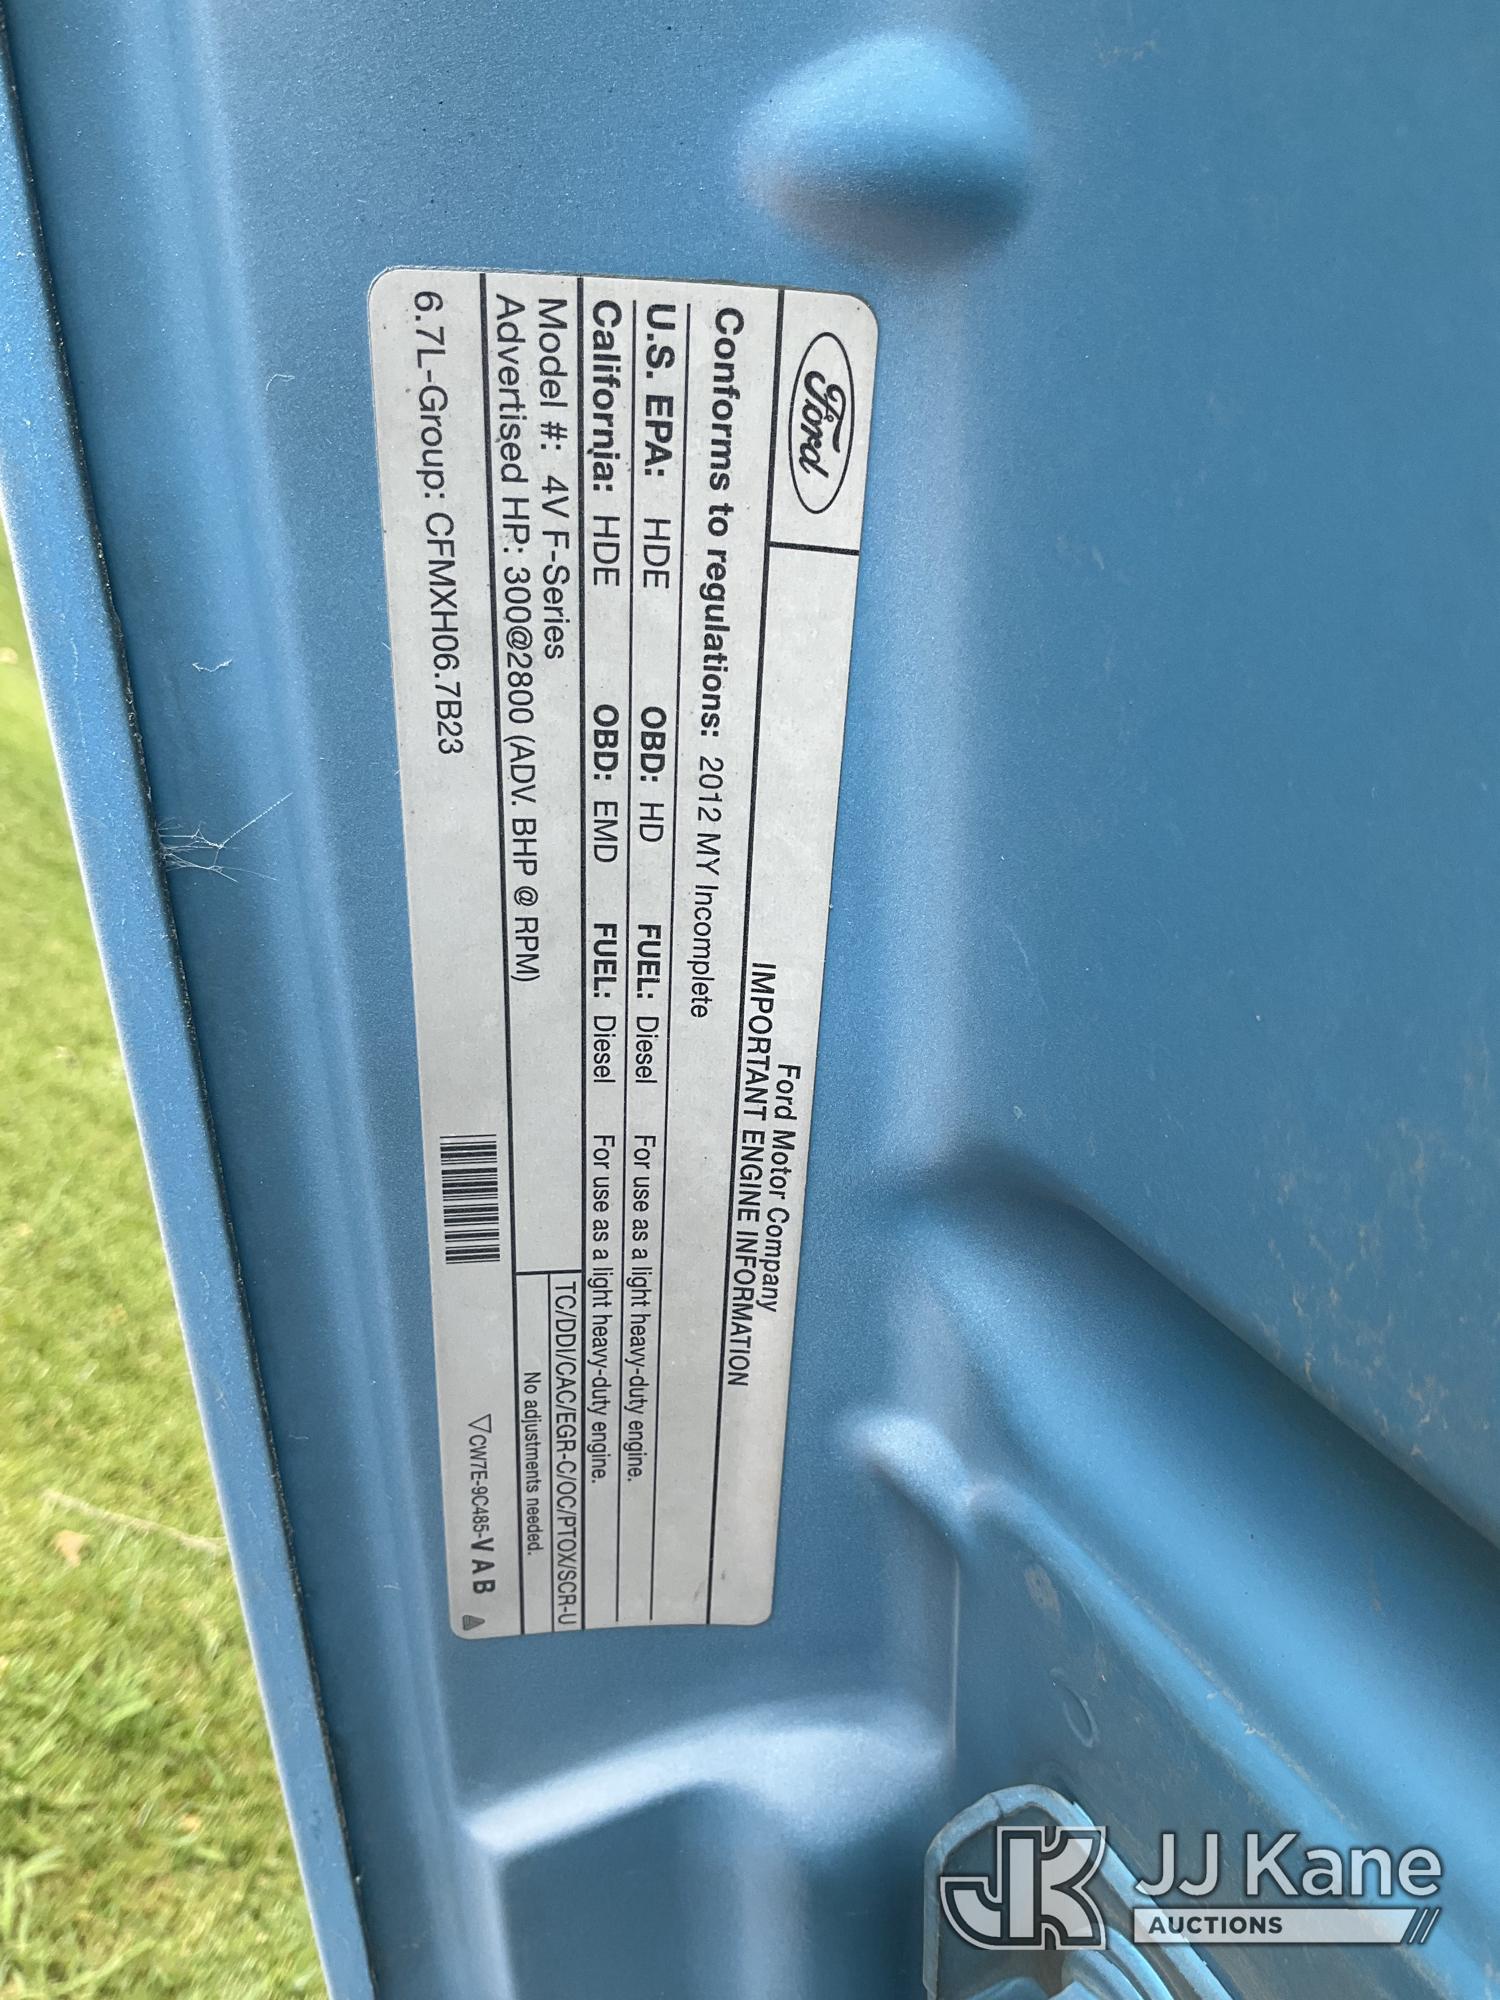 Ford
Ford Motor Company
IMPORTANT ENGINE INFORMATION
Conforms to regulations: 2012 MY Incomplete
U.S. EPA: HDE OBD: HD FUEL: Diesel For use as a light heavy-duty engine.
California: HDE OBD: EMD FUEL: Diesel For use as a light heavy-duty engine.
Model #: 4V F-Series
TC/DDI/CAC/EGR-C/OC/PTOX/SCR-U
Advertised HP: 300@2800 (ADV. BHP @ RPM)
No adjustments needed.
6.7L-Group: CFMXH06.7B23
▽CW7E-9C485-V A B
JK JJ Kane
AUCTIONS